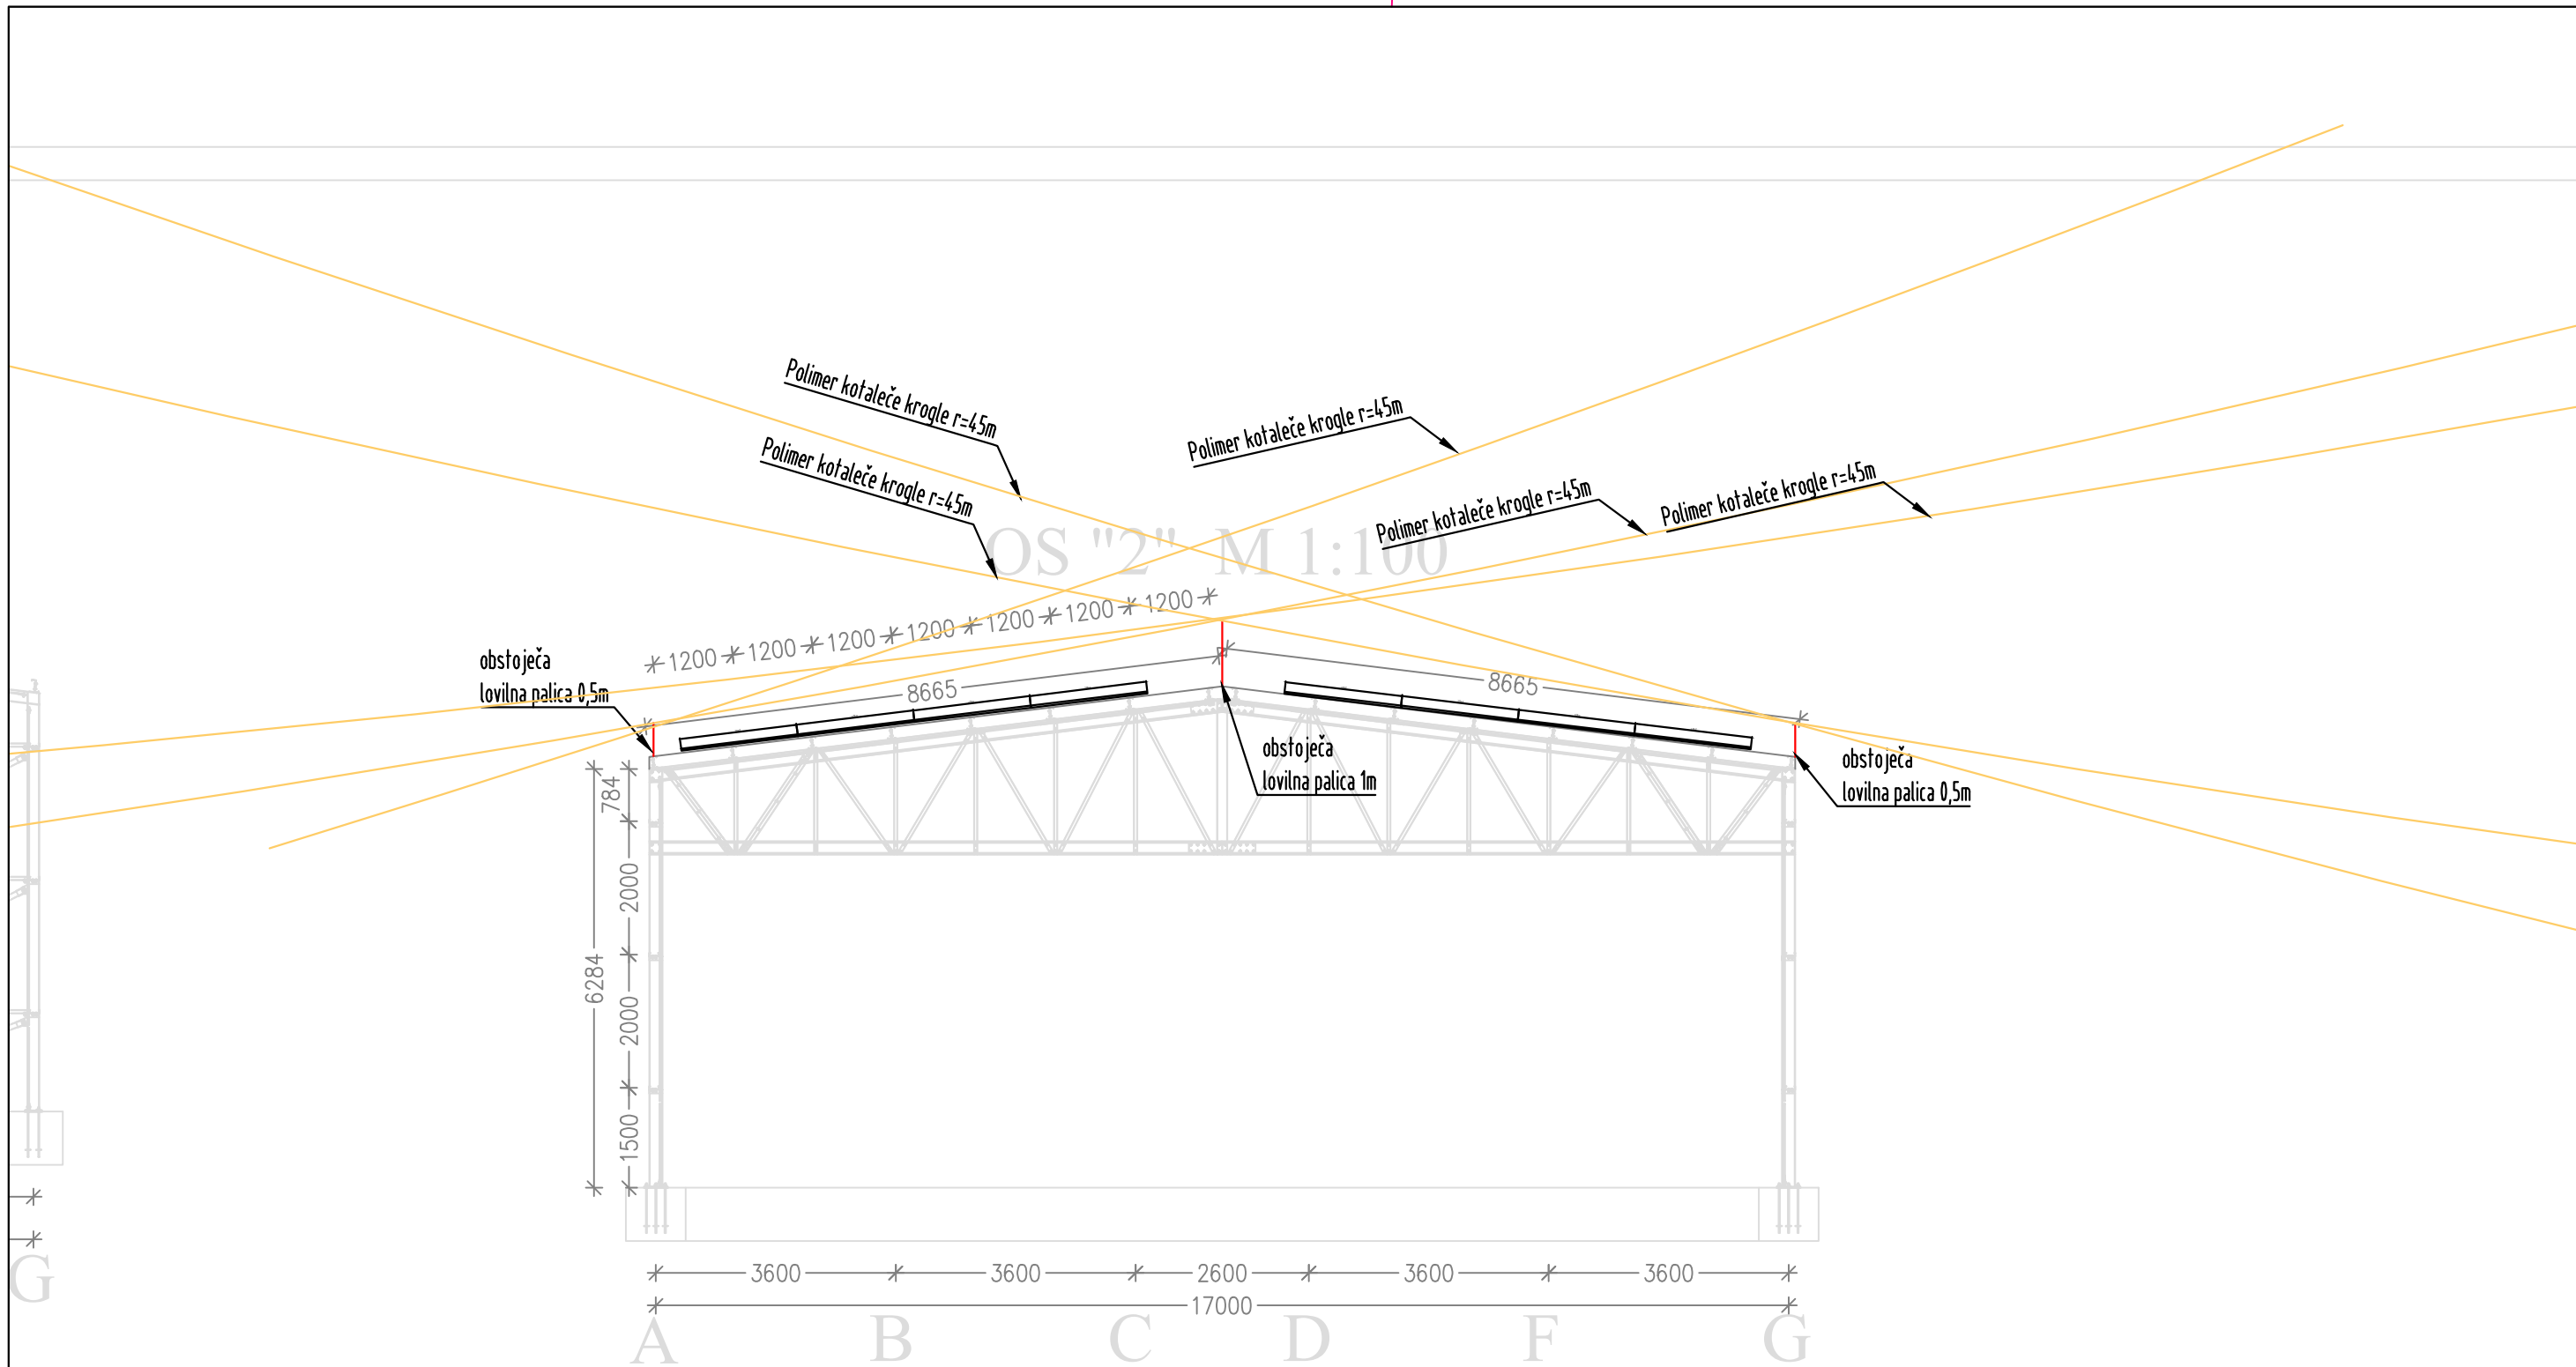 Polimer kotaleče krogle r=45m
Polimer kotaleče krogle r=45m
Polimer kotaleče krogle r=45m
Polimer kotaleče krogle r=45m
Polimer kotaleče krogle r=45m
OS "2" M 1:100
1200 1200 1200 1200 1200 1200 1200
obstoječa
lovilna palica 0,5m
8665
8665
obstoječa
lovilna palica 1m
obstoječa
lovilna palica 0,5m
784
2000
6284
2000
1500
3600 3600 2600 3600 3600
17000
G
A B C D F G